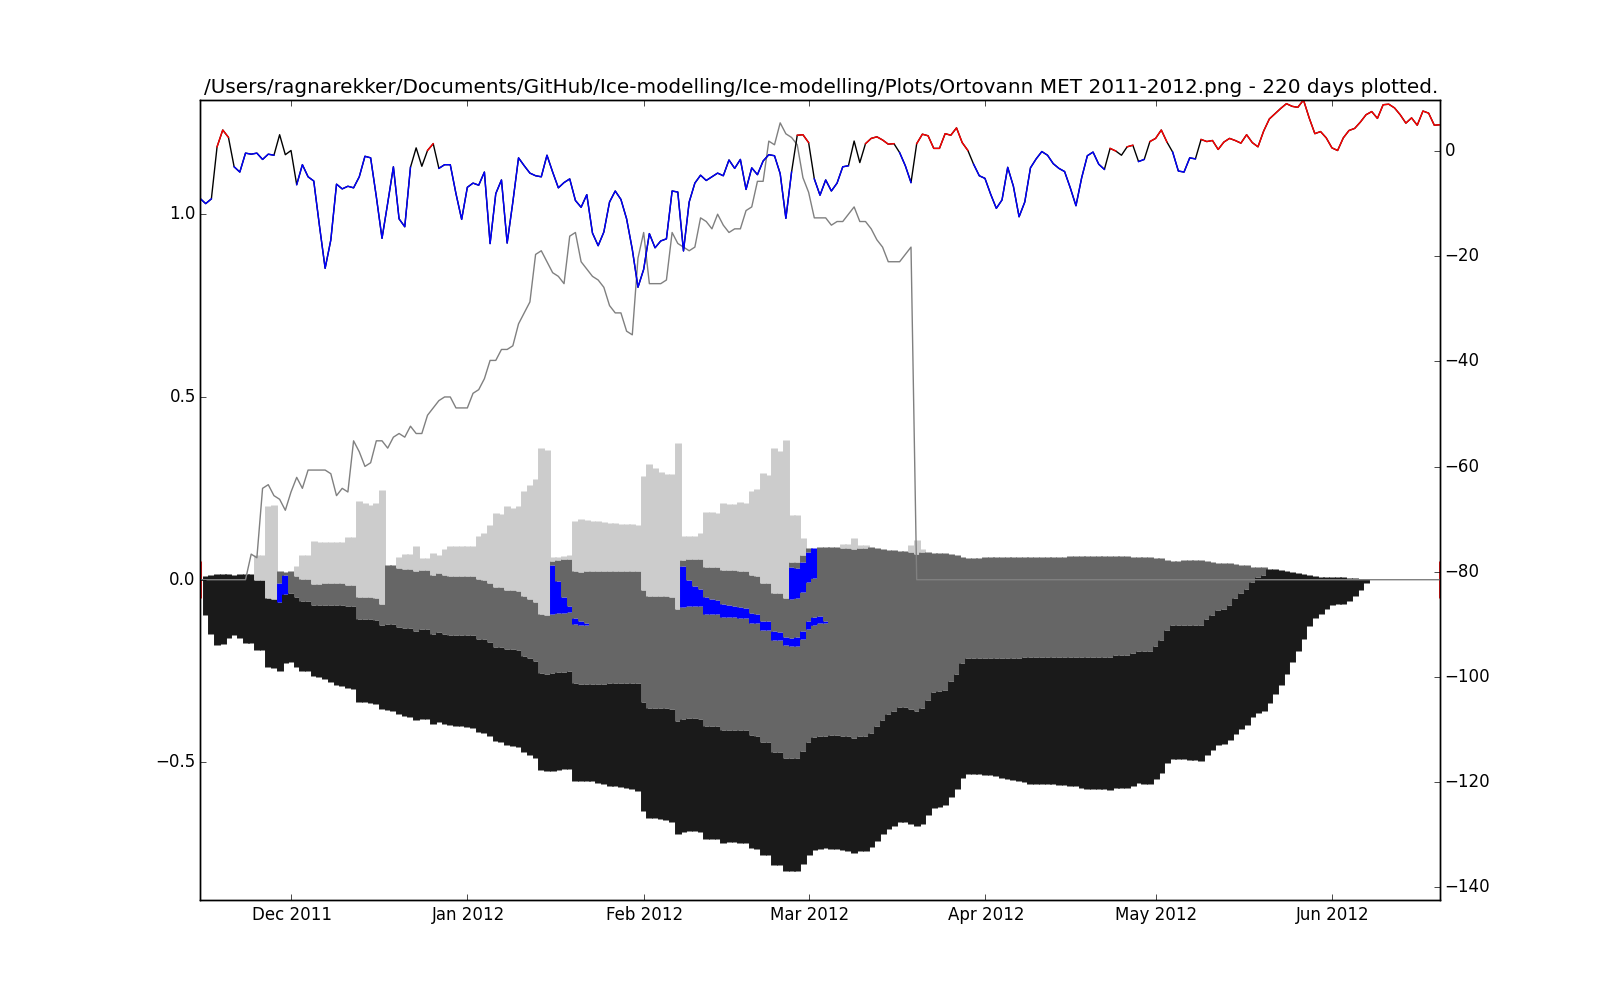 /Users/ragnarekker/Documents/GitHub/Ice-modelling/Ice-modelling/Plots/Ortovann MET 2011-2012.png - 220 days plotted.
1.0
0.5
0.0
−0.5
0
−20
−40
−60
−80
−100
−120
−140
Dec 2011
Jan 2012
Feb 2012
Mar 2012
Apr 2012
May 2012
Jun 2012